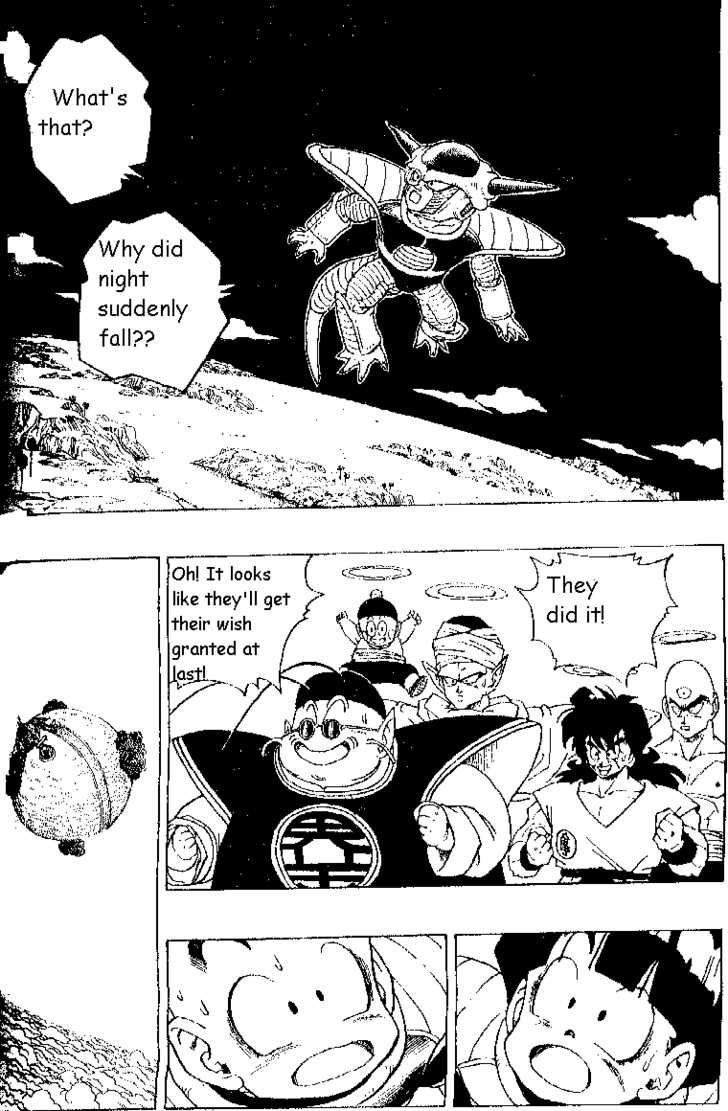 What's
that?
Why did
night
suddenly
fall??
They
did it!
Oh! It looks
like they'll get
their wish
granted at
last!